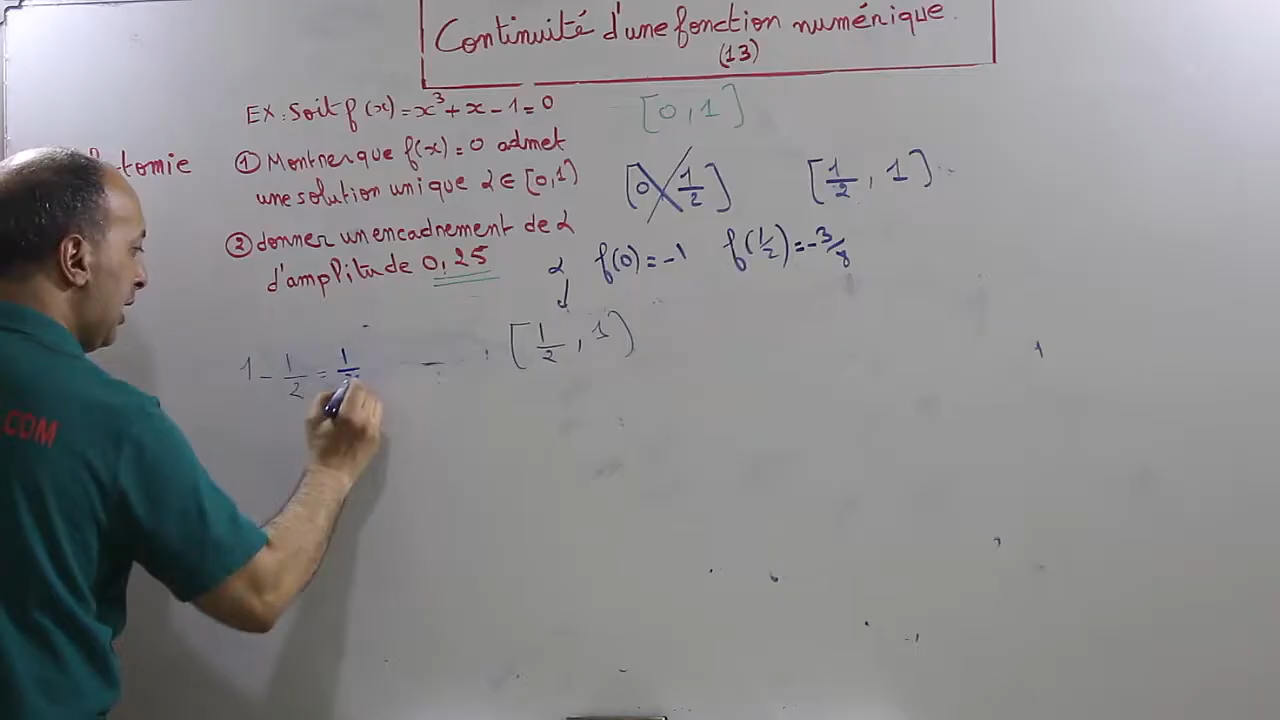 Continuité d'une fonction numérique.
(13)
EX: Soit f(x)=x³+x-1=0
[0,1]
tomie
① Montrer que f(x)=0 admet
une solution unique α∈[0,1]
[0 1/2]
[1/2, 1]
② donner un encadrement de α
d'amplitude 0,25
α f(0)=-1 f(1/2)=-3/8
↓
[1/2, 1]
1-1/2=1/2
COM